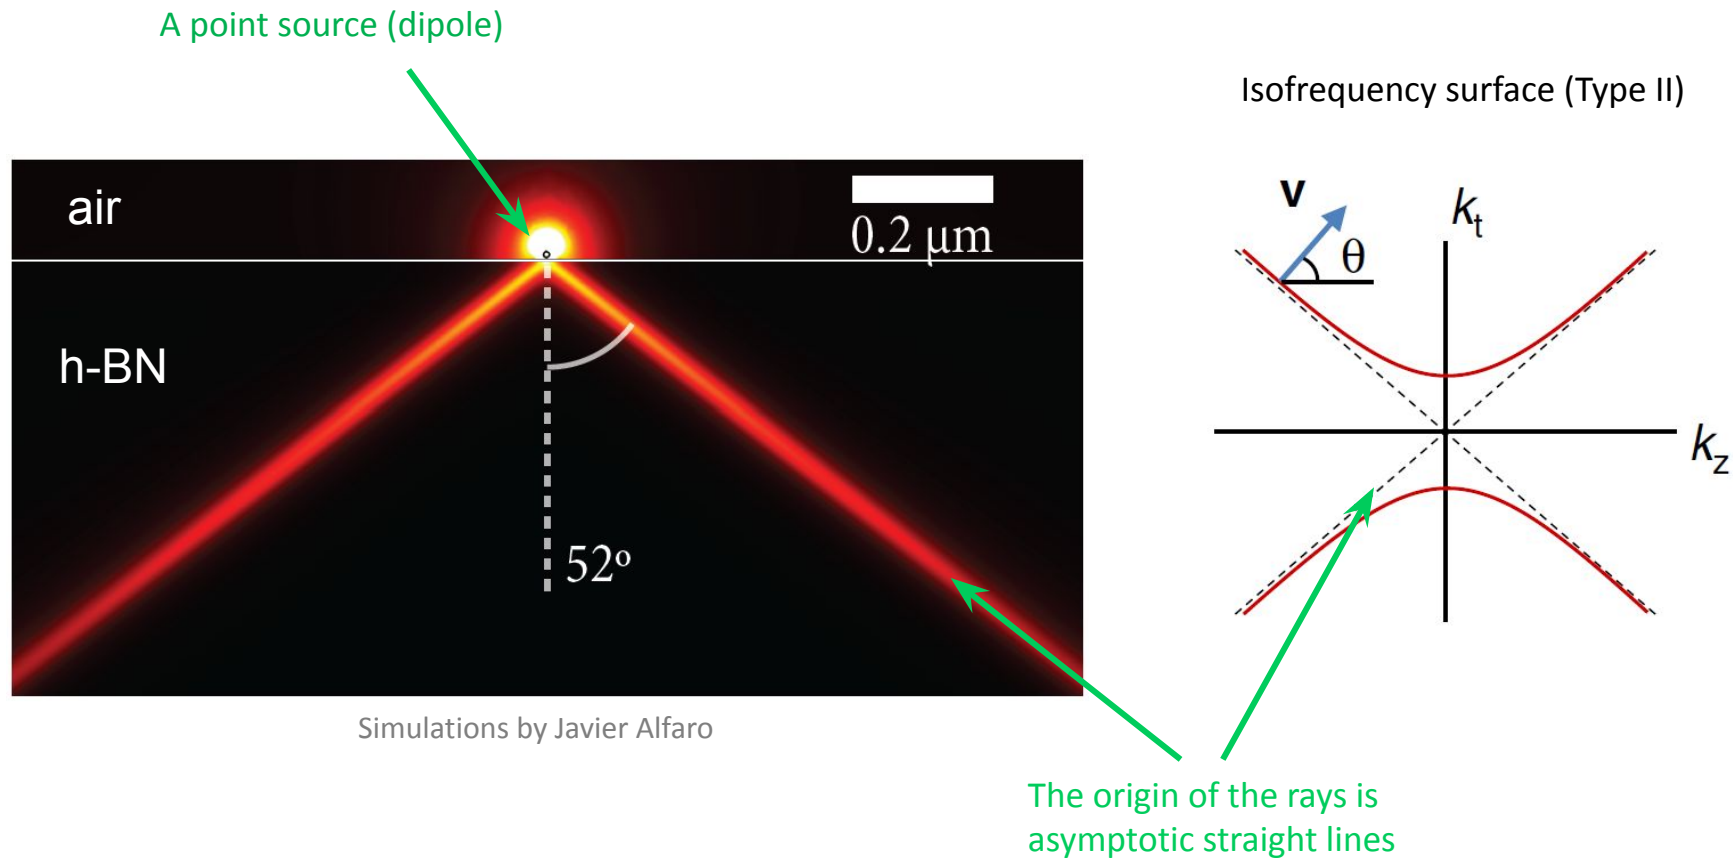 A point source (dipole)
Isofrequency surface (Type II)
air
0.2 μm
h-BN
52º
v
θ
kt
kz
Simulations by Javier Alfaro
The origin of the rays is
asymptotic straight lines